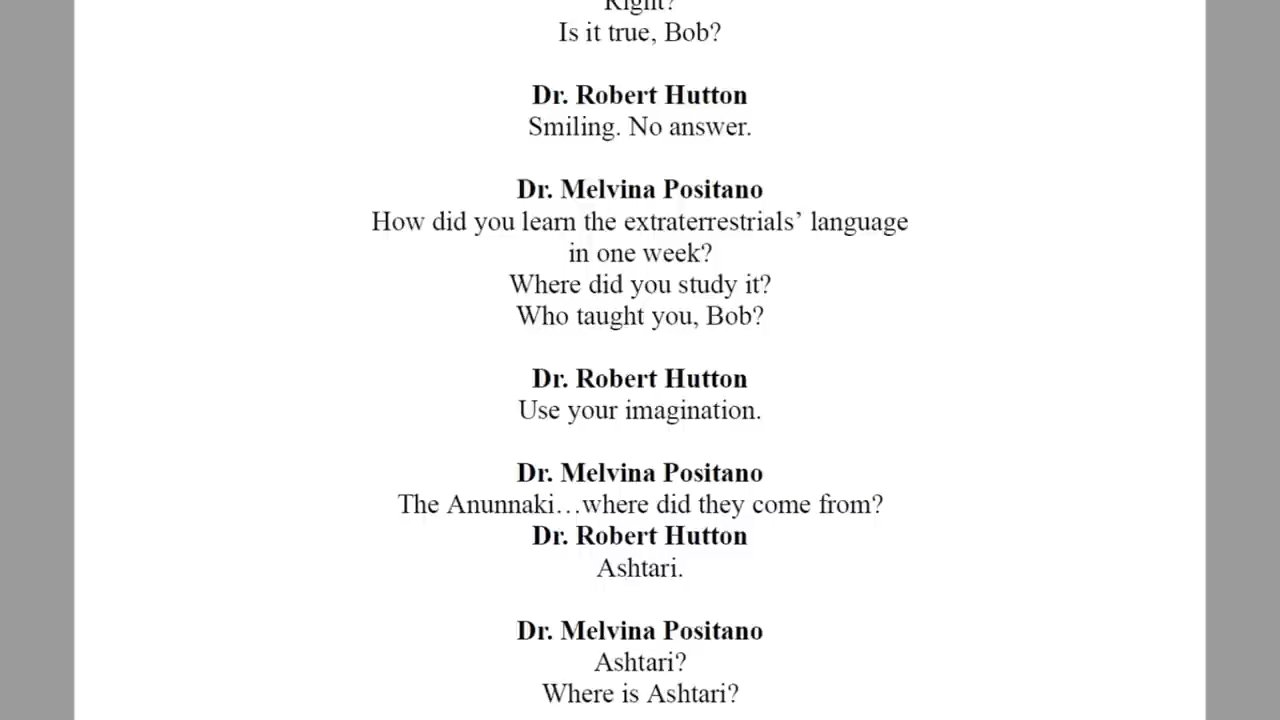 Right?
Is it true, Bob?
Dr. Robert Hutton
Smiling. No answer.
Dr. Melvina Positano
How did you learn the extraterrestrials’ language
in one week?
Where did you study it?
Who taught you, Bob?
Dr. Robert Hutton
Use your imagination.
Dr. Melvina Positano
The Anunnaki…where did they come from?
Dr. Robert Hutton
Ashtari.
Dr. Melvina Positano
Ashtari?
Where is Ashtari?